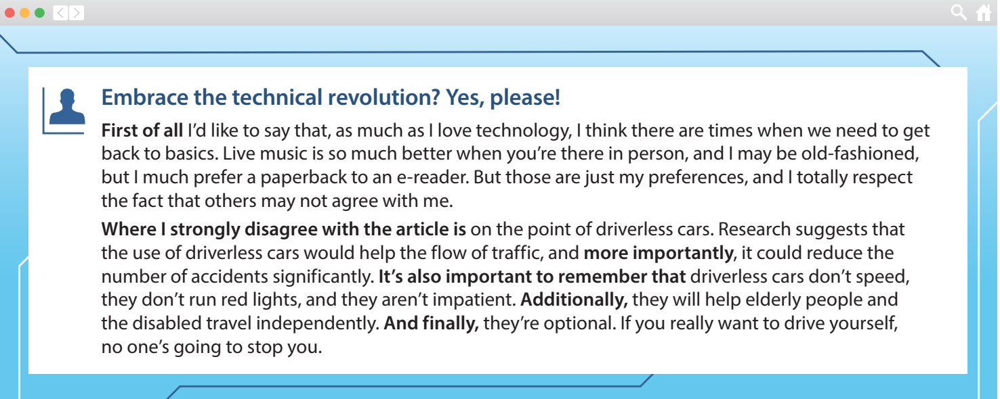 Embrace the technical revolution? Yes, please!
First of all I’d like to say that, as much as I love technology, I think there are times when we need to get
back to basics. Live music is so much better when you’re there in person, and I may be old-fashioned,
but I much prefer a paperback to an e-reader. But those are just my preferences, and I totally respect
the fact that others may not agree with me.
Where I strongly disagree with the article is on the point of driverless cars. Research suggests that
the use of driverless cars would help the flow of traffic, and more importantly, it could reduce the
number of accidents significantly. It’s also important to remember that driverless cars don’t speed,
they don’t run red lights, and they aren’t impatient. Additionally, they will help elderly people and
the disabled travel independently. And finally, they’re optional. If you really want to drive yourself,
no one’s going to stop you.